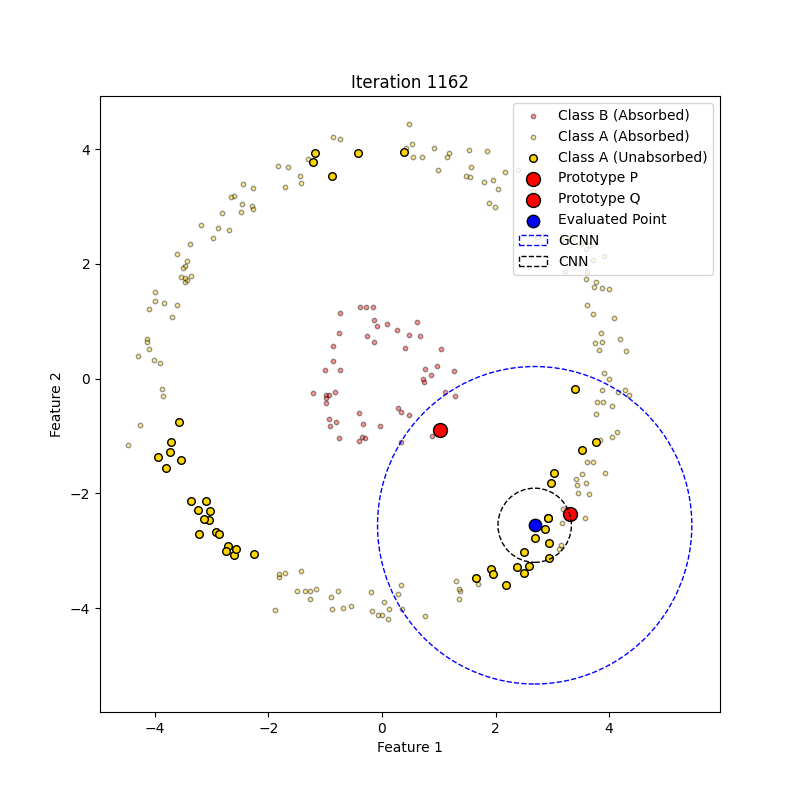 Iteration 1162
Class B (Absorbed)
Class A (Absorbed)
Class A (Unabsorbed)
Prototype P
Prototype Q
Evaluated Point
GCNN
CNN
4
2
0
−2
−4
Feature 2
−4 −2 0 2 4
Feature 1